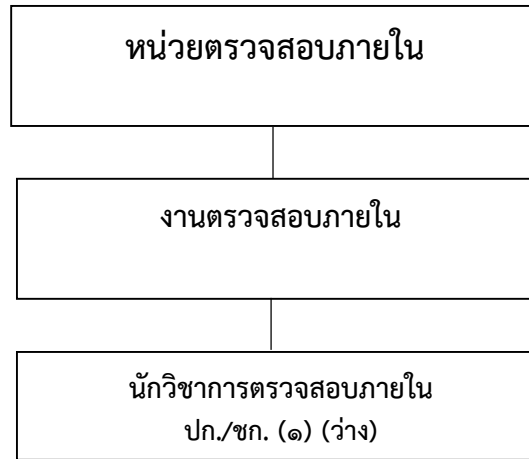 หน่วยตรวจสอบภายใน
งานตรวจสอบภายใน
นักวิชาการตรวจสอบภายใน
ปก./ชก. (๑) (ว่าง)